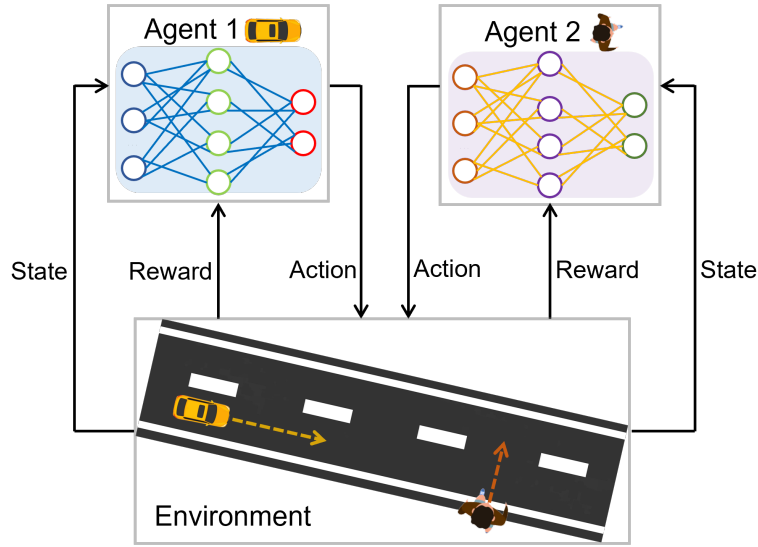 Agent 1
Agent 2
State
Reward
Action
Action
Reward
State
Environment